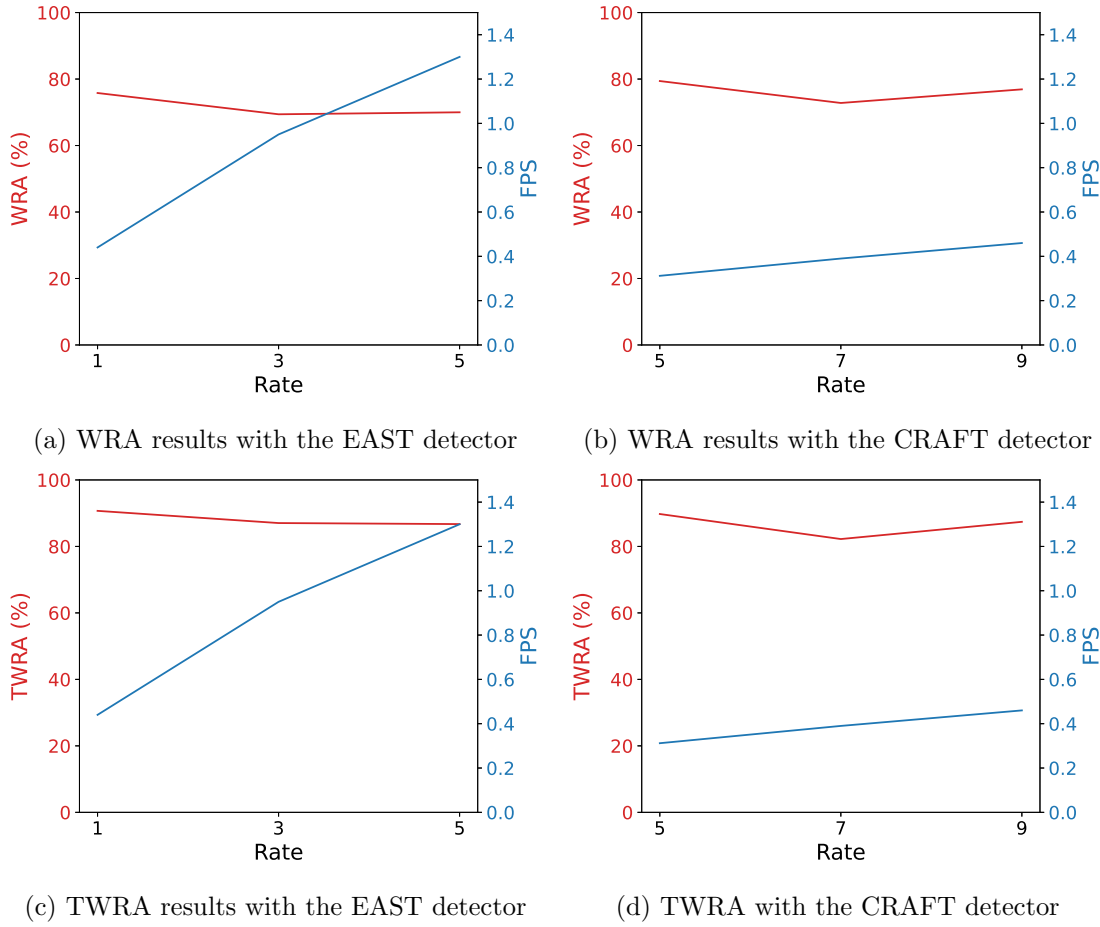 100
80
60
40
20
0
WRA (%)
1.4
1.2
1.0
0.8
0.6
0.4
0.2
0.0
FPS
1 3 5
Rate
(a) WRA results with the EAST detector
100
80
60
40
20
0
WRA (%)
1.4
1.2
1.0
0.8
0.6
0.4
0.2
0.0
FPS
5 7 9
Rate
(b) WRA results with the CRAFT detector
100
80
60
40
20
0
TWRA (%)
1.4
1.2
1.0
0.8
0.6
0.4
0.2
0.0
FPS
1 3 5
Rate
(c) TWRA results with the EAST detector
100
80
60
40
20
0
TWRA (%)
1.4
1.2
1.0
0.8
0.6
0.4
0.2
0.0
FPS
5 7 9
Rate
(d) TWRA with the CRAFT detector